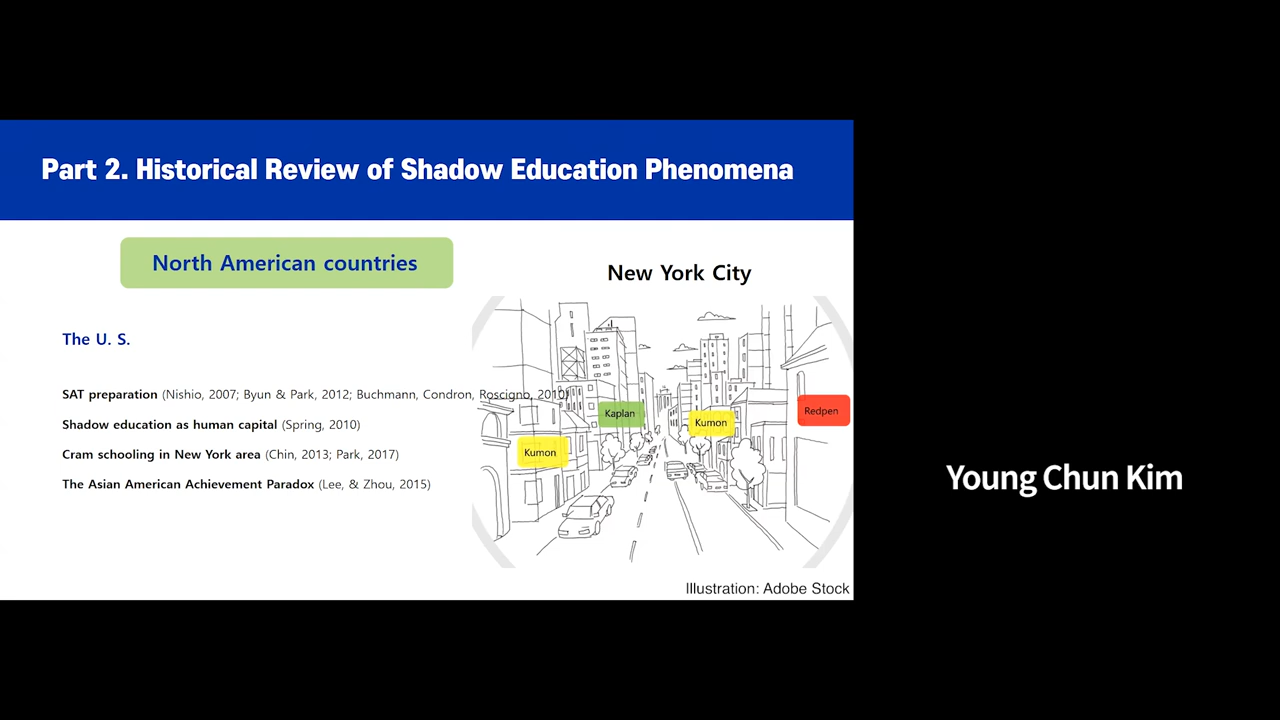 Part 2. Historical Review of Shadow Education Phenomena
North American countries
New York City
The U. S.
SAT preparation (Nishio, 2007; Byun & Park, 2012; Buchmann, Condron, Roscigno, 2010)
Shadow education as human capital (Spring, 2010)
Cram schooling in New York area (Chin, 2013; Park, 2017)
The Asian American Achievement Paradox (Lee, & Zhou, 2015)
Kaplan
Kumon
Redpen
Kumon
Illustration: Adobe Stock
Young Chun Kim